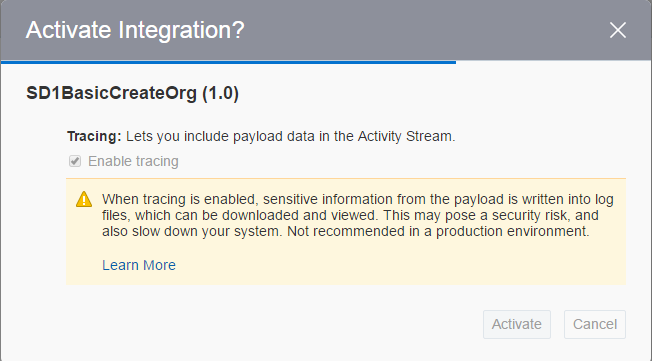 Activate Integration?
SD1BasicCreateOrg (1.0)
Tracing: Lets you include payload data in the Activity Stream.
Enable tracing
When tracing is enabled, sensitive information from the payload is written into log
files, which can be downloaded and viewed. This may pose a security risk, and
also slow down your system. Not recommended in a production environment.
Learn More
Activate Cancel